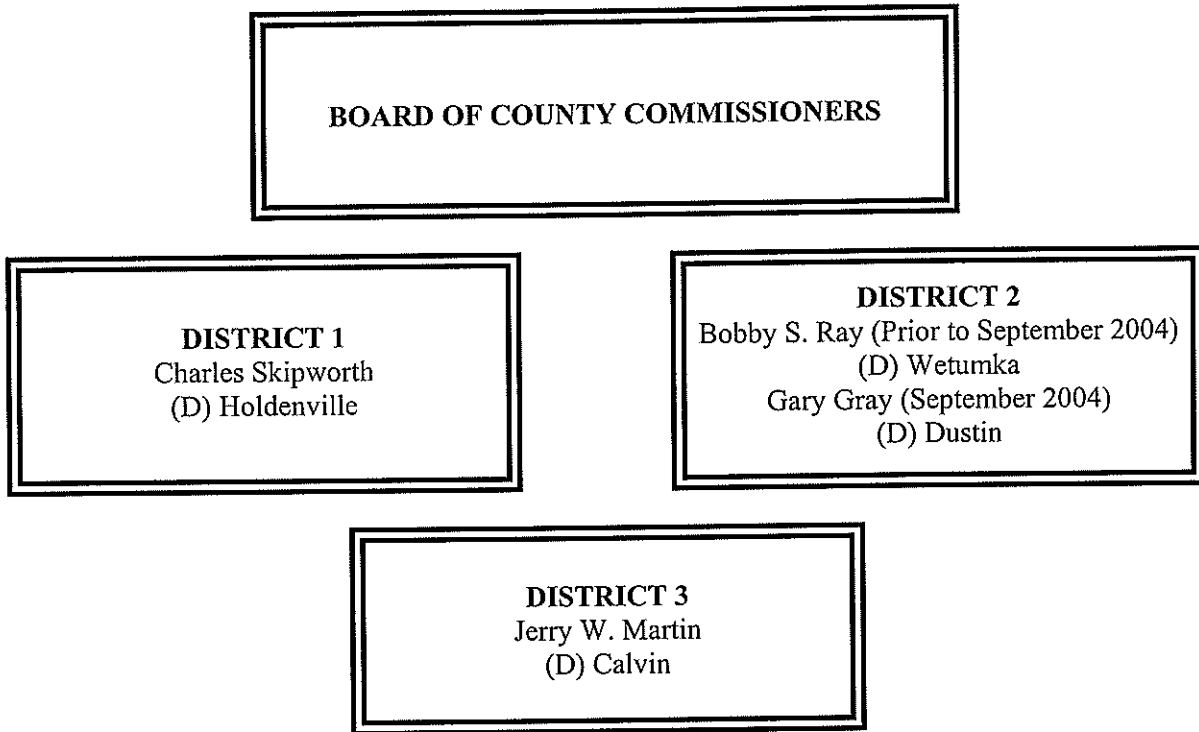 BOARD OF COUNTY COMMISSIONERS
DISTRICT 1
Charles Skipworth
(D) Holdenville
DISTRICT 2
Bobby S. Ray (Prior to September 2004)
(D) Wetumka
Gary Gray (September 2004)
(D) Dustin
DISTRICT 3
Jerry W. Martin
(D) Calvin